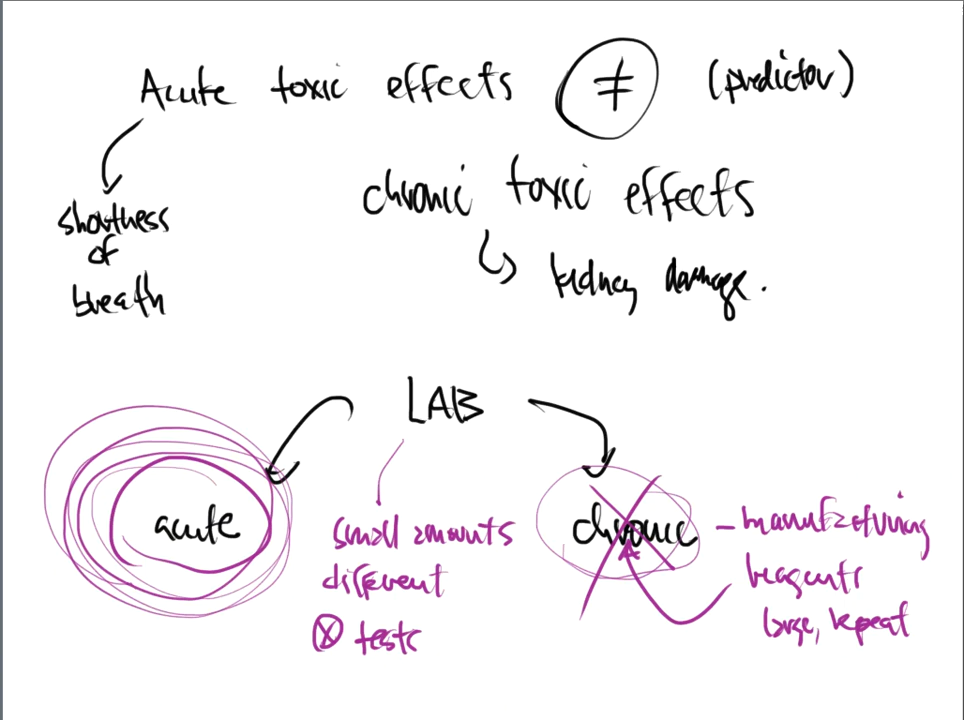 Acute toxic effects ≠ (predictor)
chronic toxic effects
shortness
of
breath
kidney damage.
LAB
acute
chronic
small amounts
different
ⓧ tests
- manufacturing
reagents
large, repeat